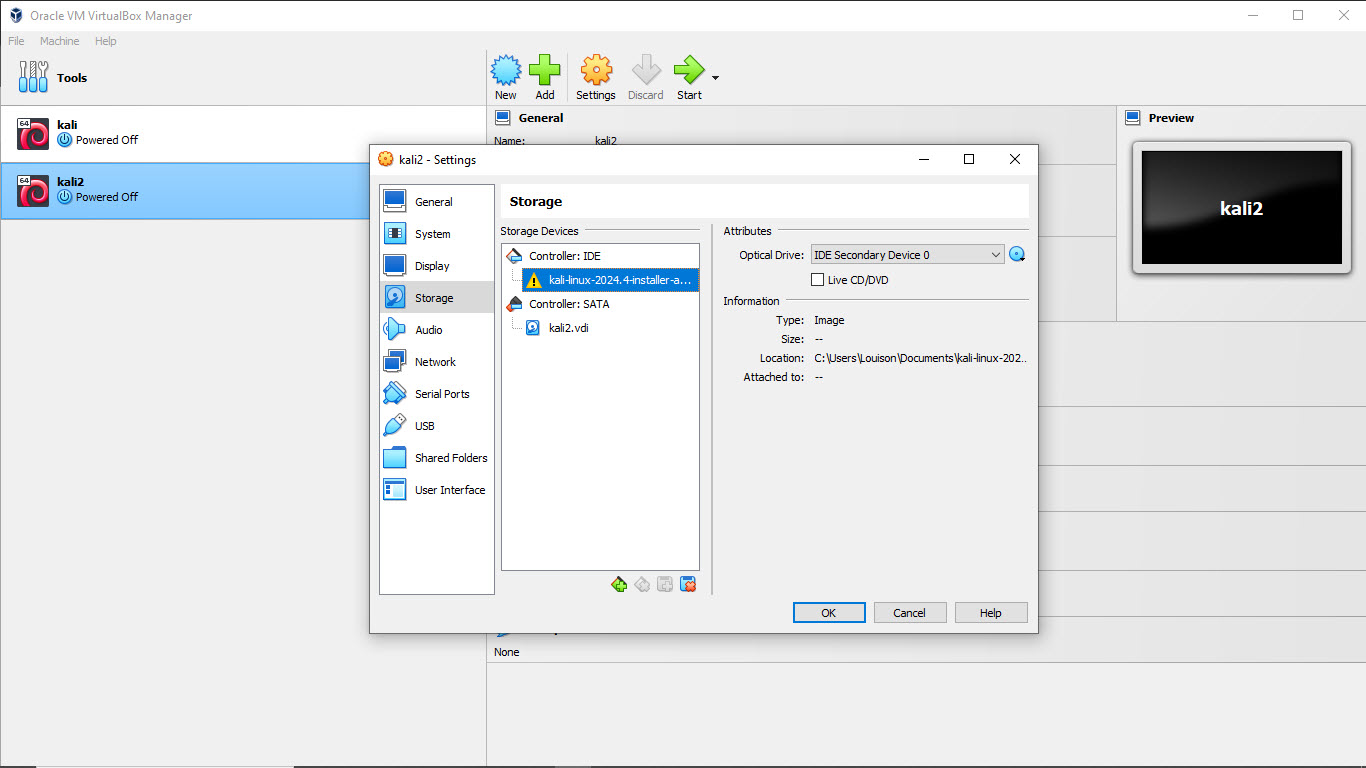 Oracle VM VirtualBox Manager
File Machine Help
Tools
New Add Settings Discard Start
64
kali
Powered Off
64
kali2
Powered Off
General
Name: kali2
Preview
kali2
kali2 - Settings
General
System
Display
Storage
Audio
Network
Serial Ports
USB
Shared Folders
User Interface
Storage
Storage Devices
Controller: IDE
kali-linux-2024.4-installer-a...
Controller: SATA
kali2.vdi
Attributes
Optical Drive: IDE Secondary Device 0
Live CD/DVD
Information
Type: Image
Size: --
Location: C:\Users\Louison\Documents\kali-linux-202..
Attached to: --
OK Cancel Help
None